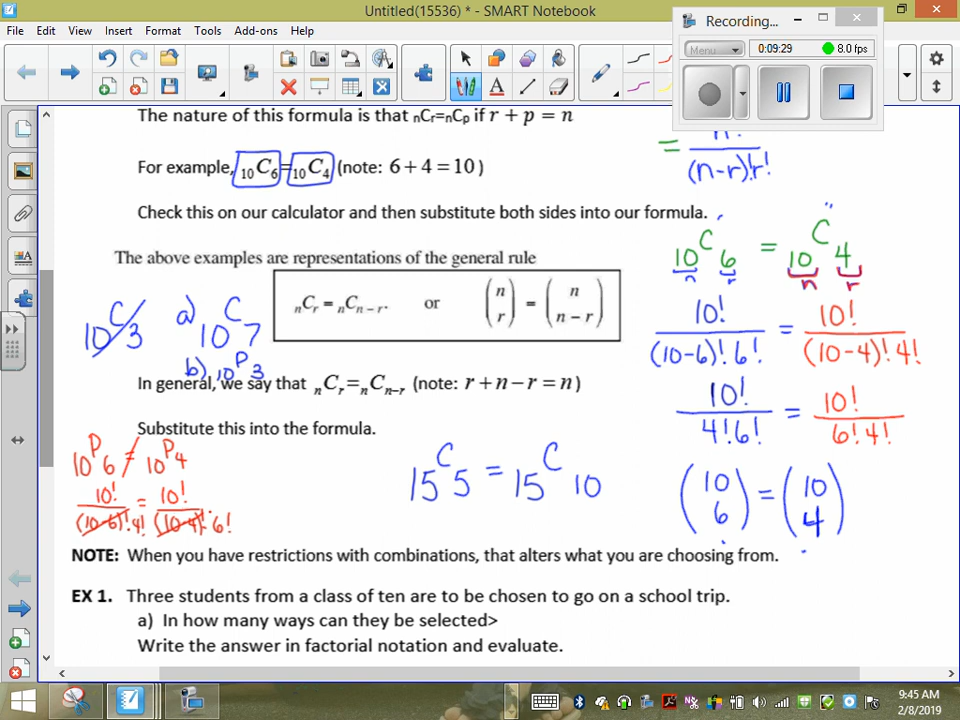 Untitled(15536) * - SMART Notebook
File Edit View Insert Format Tools Add-ons Help
Recording...
Menu
0:09:29
8.0 fps
The nature of this formula is that ₙCᵣ=ₙCₚ if r + p = n
= n! / (n-r)!r!
For example, ₁₀C₆=₁₀C₄ (note: 6 + 4 = 10 )
Check this on our calculator and then substitute both sides into our formula.
10C6 = 10C4
n r n r
The above examples are representations of the general rule
ₙCᵣ = ₙCₙ₋ᵣ. or (n r) = (n n − r)
10C3 a) 10C7
b) 10P3
10! / (10-6)! 6! = 10! / (10-4)! 4!
In general, we say that ₙCᵣ=ₙCₙ₋ᵣ (note: r + n − r = n)
10! / 4! 6! = 10! / 6! 4!
Substitute this into the formula.
10P6 ≠ 10P4
10! / (10-6)! · 4! = 10! / (10-4)! · 6!
15C5 = 15C10
(10 6) = (10 4)
NOTE: When you have restrictions with combinations, that alters what you are choosing from.
EX 1. Three students from a class of ten are to be chosen to go on a school trip.
a) In how many ways can they be selected>
Write the answer in factorial notation and evaluate.
9:45 AM
2/8/2019